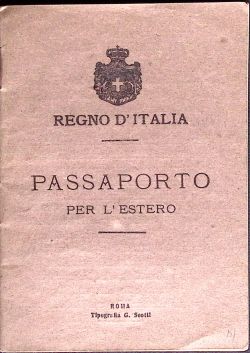 REGNO D'ITALIA
PASSAPORTO
PER L'ESTERO
ROMA
Tipografia G. Scotti